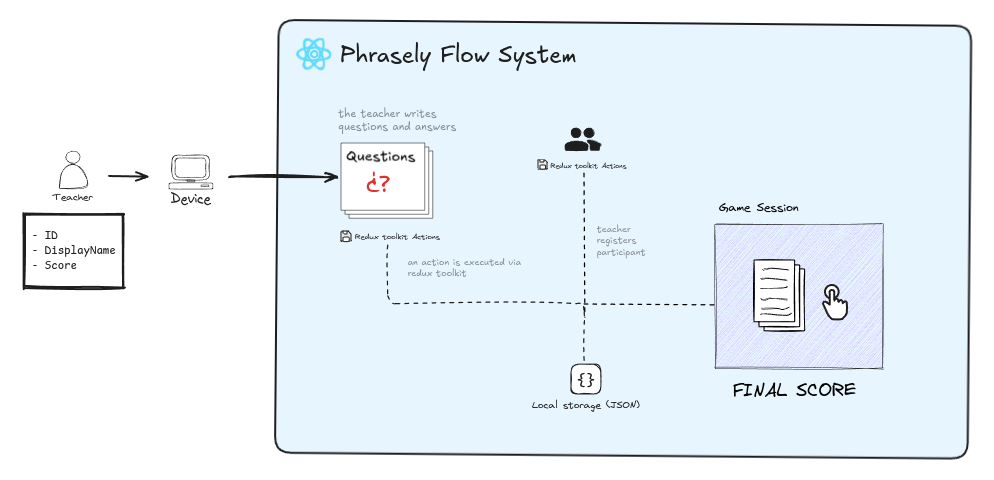 Phrasely Flow System
the teacher writes
questions and answers
Questions
¿?
Redux toolkit Actions
an action is executed via
redux toolkit
Teacher
- ID
- DisplayName
- Score
Device
Redux toolkit Actions
teacher
registers
participant
{}
Local storage (JSON)
Game Session
FINAL SCORE